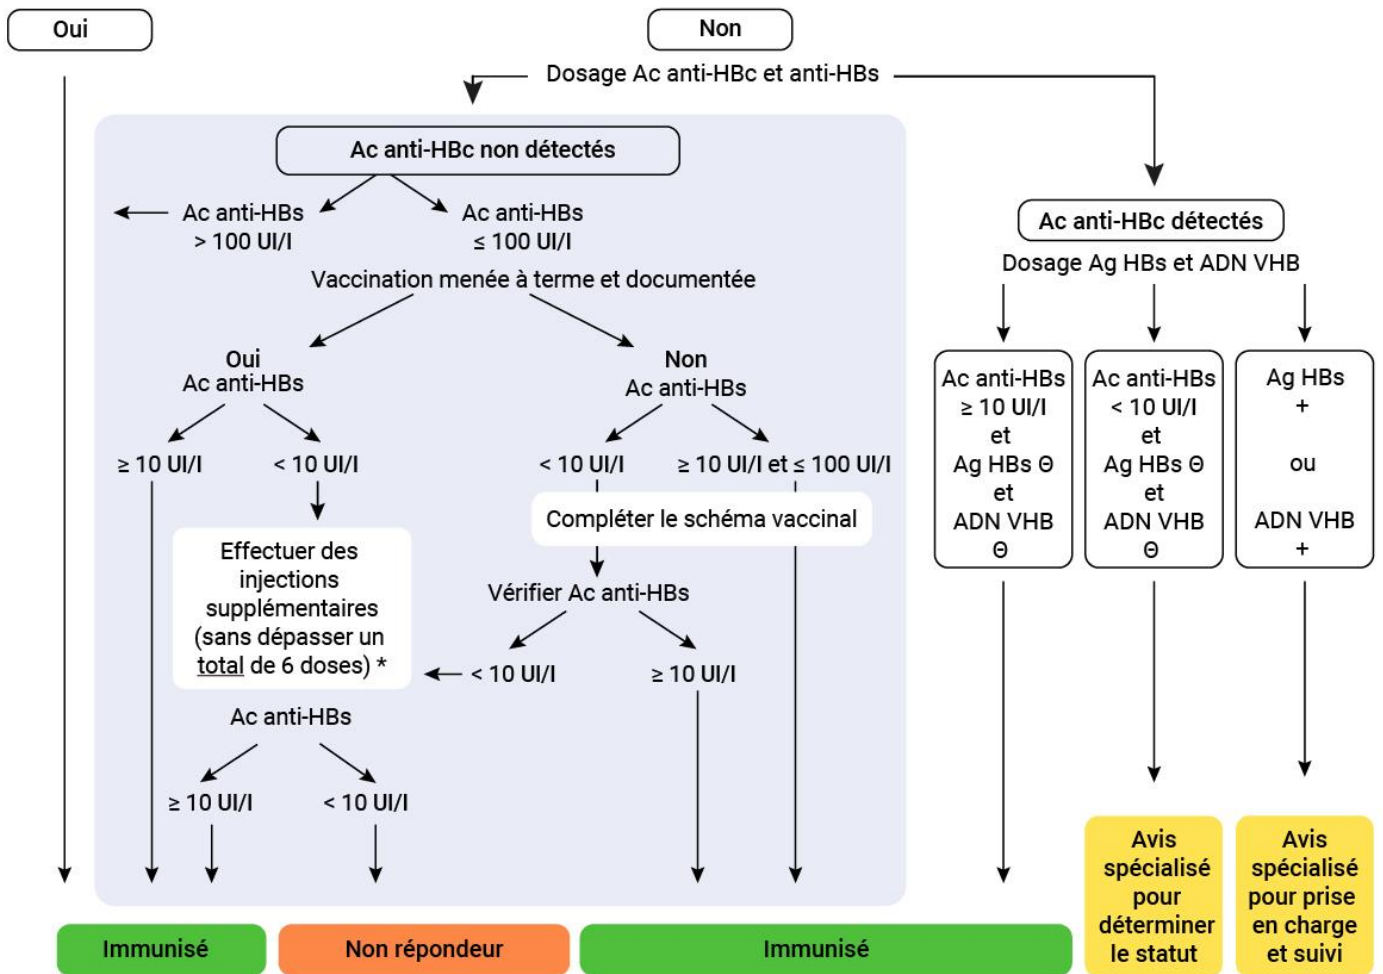 Oui
Non
Dosage Ac anti-HBc et anti-HBs
Ac anti-HBc non détectés
Ac anti-HBs
> 100 UI/l
Ac anti-HBs
≤ 100 UI/l
Vaccination menée à terme et documentée
Oui
Ac anti-HBs
Non
Ac anti-HBs
≥ 10 UI/l
< 10 UI/l
< 10 UI/l
≥ 10 UI/l et ≤ 100 UI/l
Effectuer des
injections
supplémentaires
(sans dépasser un
total de 6 doses) *
Compléter le schéma vaccinal
Vérifier Ac anti-HBs
< 10 UI/l
≥ 10 UI/l
Ac anti-HBs
≥ 10 UI/l
< 10 UI/l
Ac anti-HBc détectés
Dosage Ag HBs et ADN VHB
Ac anti-HBs
≥ 10 UI/l
et
Ag HBs Θ
et
ADN VHB
Θ
Ac anti-HBs
< 10 UI/l
et
Ag HBs Θ
et
ADN VHB
Θ
Ag HBs
+
ou
ADN VHB
+
Immunisé
Non répondeur
Immunisé
Avis
spécialisé
pour
déterminer
le statut
Avis
spécialisé
pour prise
en charge
et suivi